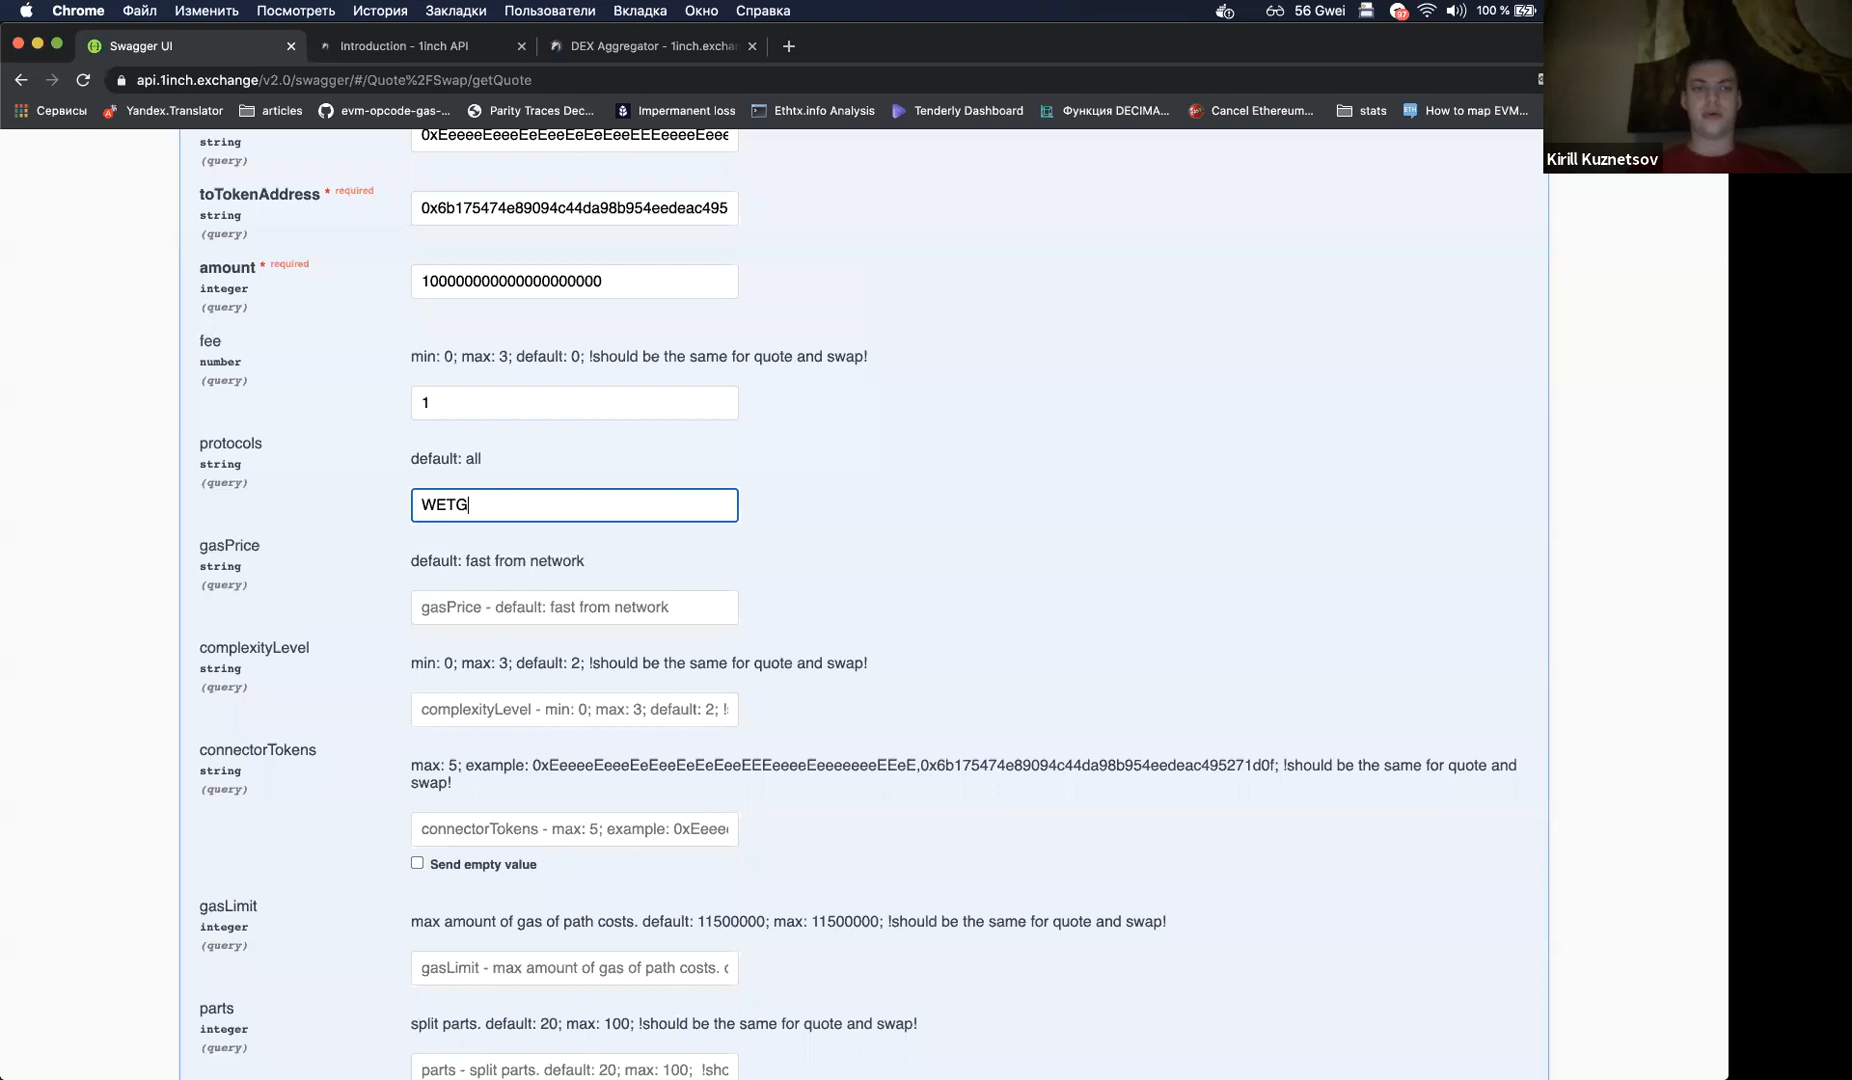 Chrome Файл Изменить Посмотреть История Закладки Пользователи Вкладка Окно Справка 56 Gwei 97 100 %
Swagger UI Introduction - 1inch API DEX Aggregator - 1inch.exchan
api.1inch.exchange/v2.0/swagger/#/Quote%2FSwap/getQuote
Сервисы Yandex.Translator articles evm-opcode-gas-... Parity Traces Dec... Impermanent loss Ethtx.info Analysis Tenderly Dashboard Функция DECIMA... Cancel Ethereum... stats How to map EVM...
Kirill Kuznetsov
string
(query)
toTokenAddress * required
string
(query)
0x6b175474e89094c44da98b954eedeac495
amount * required
integer
(query)
fee
number
(query)
min: 0; max: 3; default: 0; !should be the same for quote and swap!
1
protocols
string
(query)
default: all
WETG
gasPrice
string
(query)
default: fast from network
gasPrice - default: fast from network
complexityLevel
string
(query)
min: 0; max: 3; default: 2; !should be the same for quote and swap!
complexityLevel - min: 0; max: 3; default: 2; !:
connectorTokens
string
(query)
max: 5; example: 0xEeeeeEeeeEeEeeEeEeEeeEEEeeeeEeeeeeeeEEeE,0x6b175474e89094c44da98b954eedeac495271d0f; !should be the same for quote and
swap!
connectorTokens - max: 5; example: 0xEeee
Send empty value
gasLimit
integer
(query)
max amount of gas of path costs. default: 11500000; max: 11500000; !should be the same for quote and swap!
gasLimit - max amount of gas of path costs. c
parts
integer
(query)
split parts. default: 20; max: 100; !should be the same for quote and swap!
parts - split parts. default: 20; max: 100; !sho